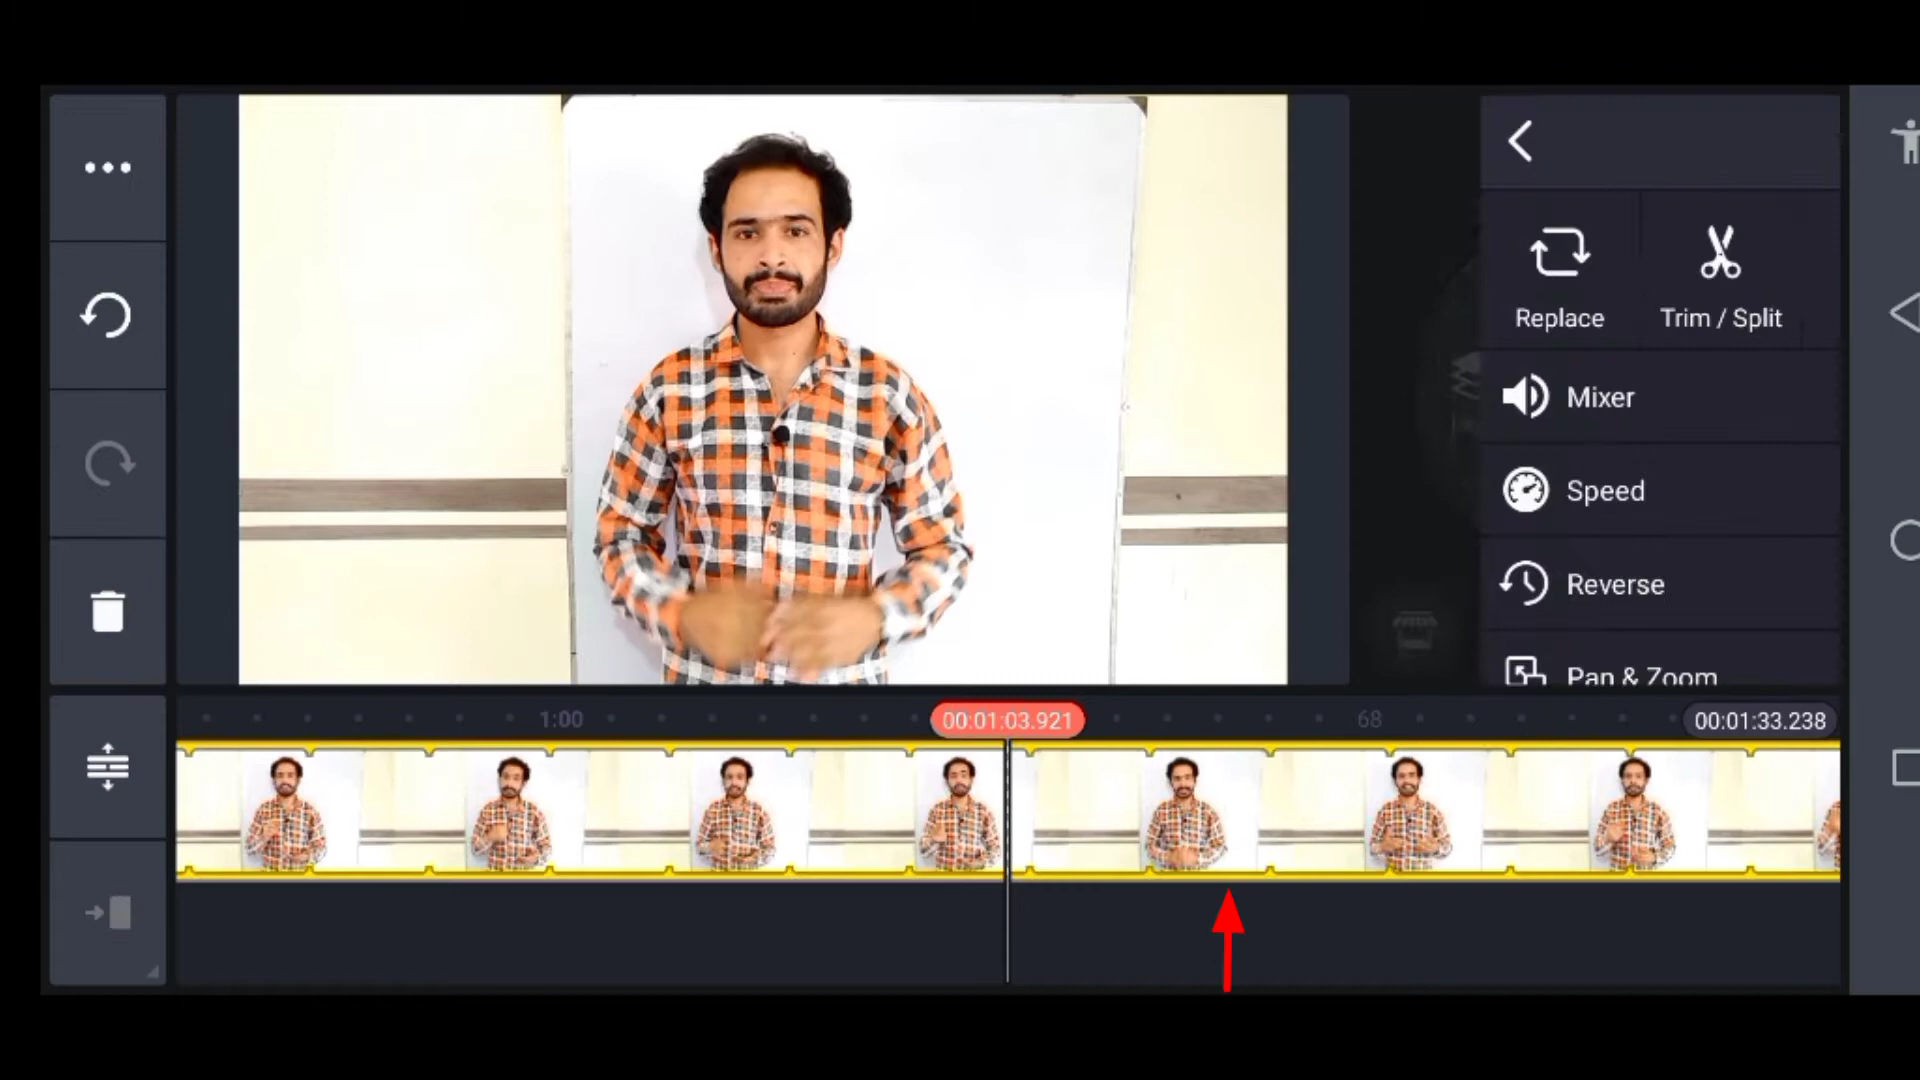 Replace
Trim / Split
Mixer
Speed
Reverse
Pan & Zoom
1:00
00:01:03.921
68
00:01:33.238